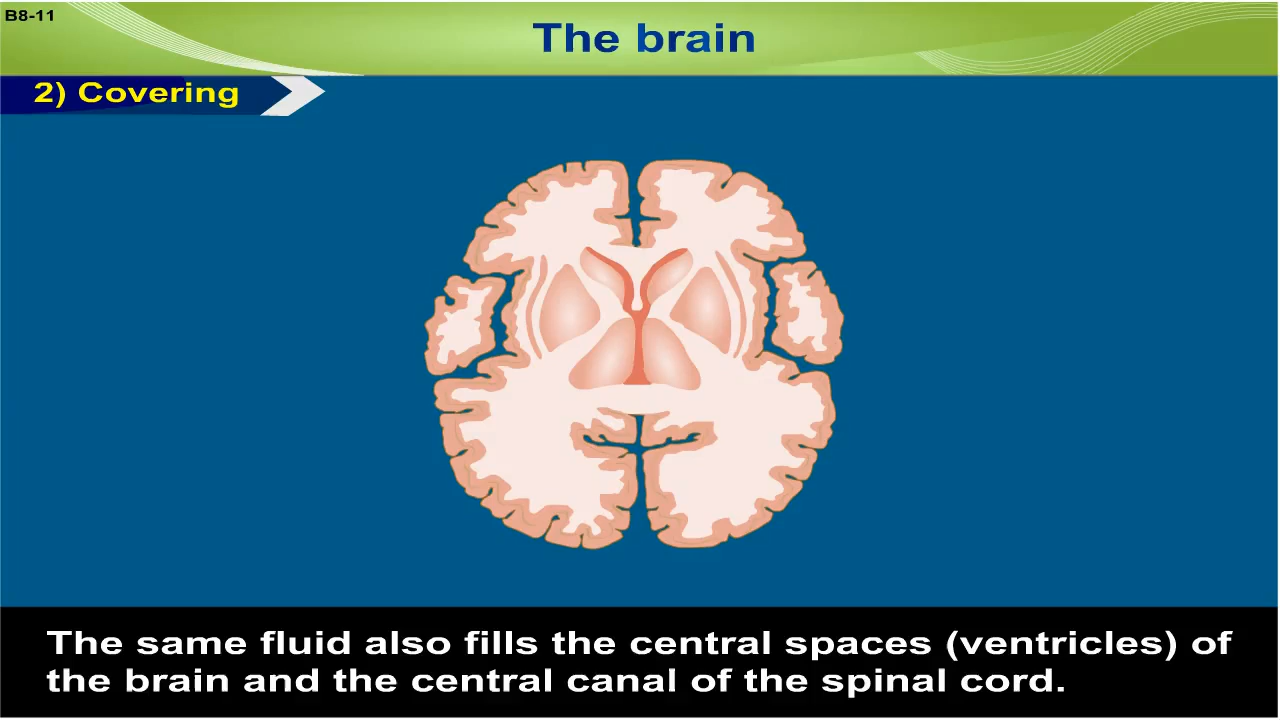 B8-11
The brain
2) Covering
The same fluid also fills the central spaces (ventricles) of
the brain and the central canal of the spinal cord.